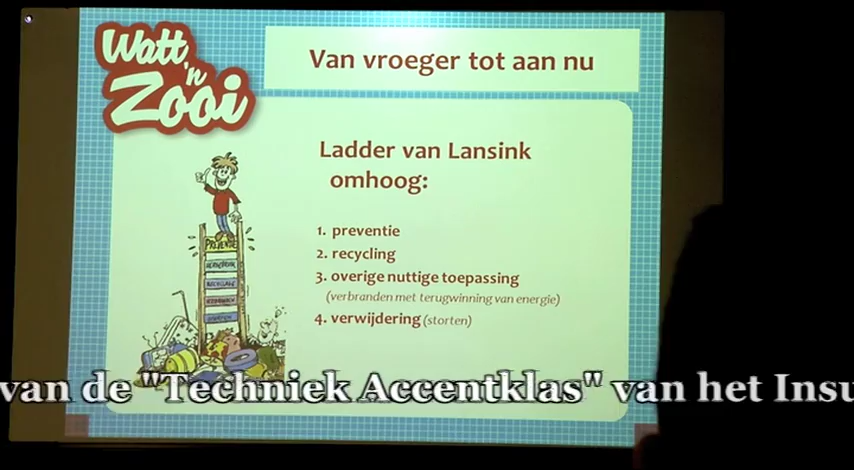 Watt
'n
Zooi
Van vroeger tot aan nu
Ladder van Lansink
omhoog:
1. preventie
2. recycling
3. overige nuttige toepassing
(verbranden met terugwinning van energie)
4. verwijdering (storten)
PREVENTIE
van de "Techniek Accentklas" van het Insu